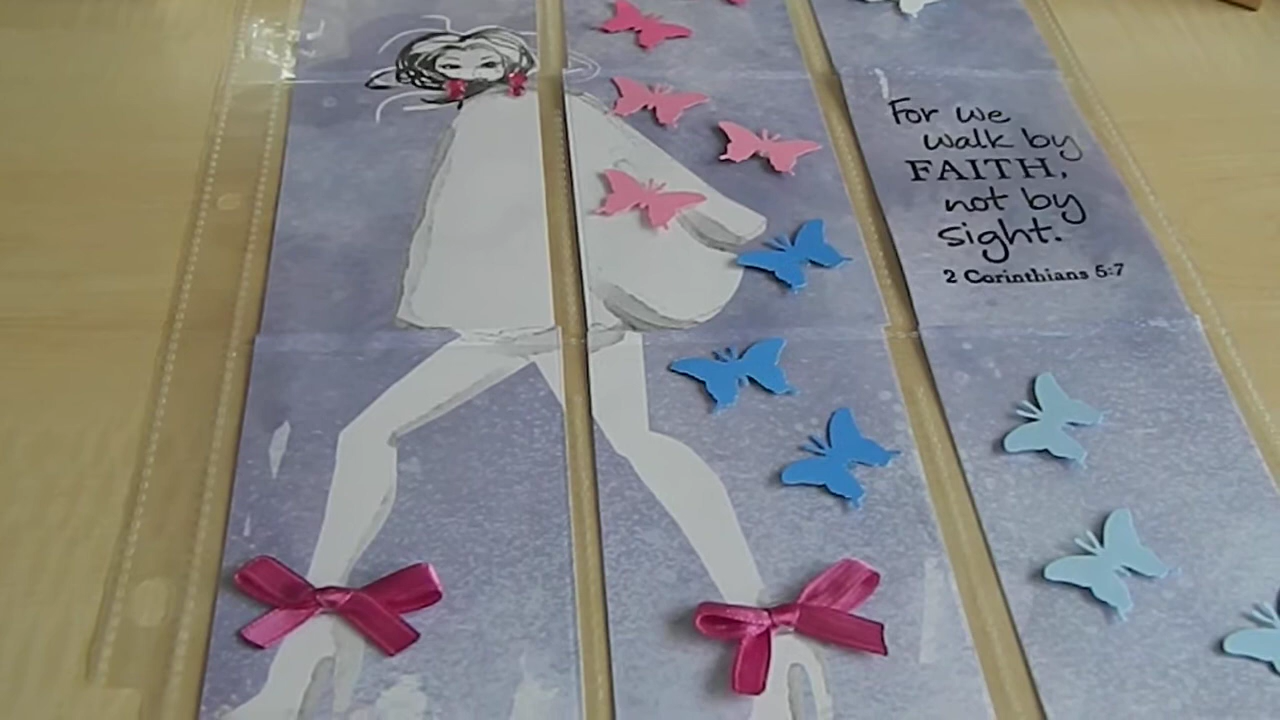 For we
walk by
FAITH,
not by
sight.
2 Corinthians 5:7